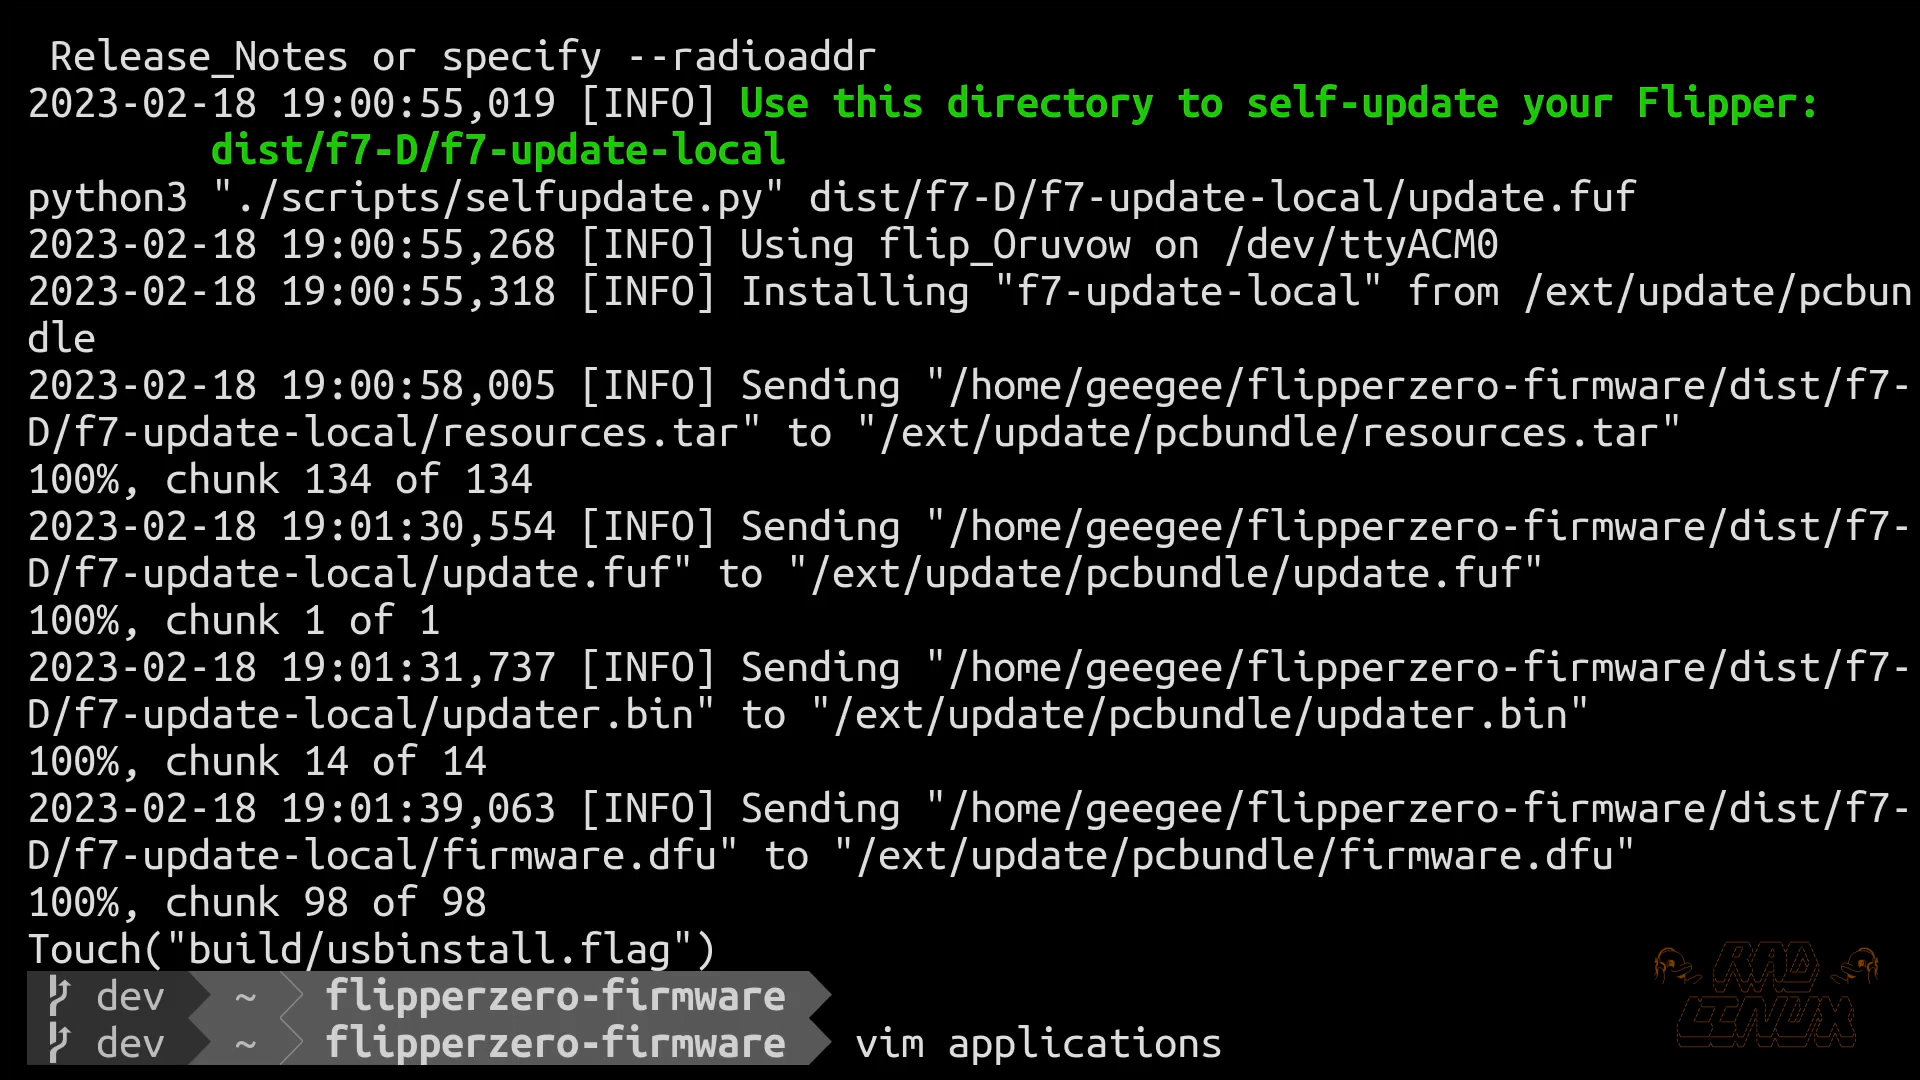 Release_Notes or specify --radioaddr
2023-02-18 19:00:55,019 [INFO] Use this directory to self-update your Flipper:
dist/f7-D/f7-update-local
python3 "./scripts/selfupdate.py" dist/f7-D/f7-update-local/update.fuf
2023-02-18 19:00:55,268 [INFO] Using flip_Oruvow on /dev/ttyACM0
2023-02-18 19:00:55,318 [INFO] Installing "f7-update-local" from /ext/update/pcbun
dle
2023-02-18 19:00:58,005 [INFO] Sending "/home/geegee/flipperzero-firmware/dist/f7-
D/f7-update-local/resources.tar" to "/ext/update/pcbundle/resources.tar"
100%, chunk 134 of 134
2023-02-18 19:01:30,554 [INFO] Sending "/home/geegee/flipperzero-firmware/dist/f7-
D/f7-update-local/update.fuf" to "/ext/update/pcbundle/update.fuf"
100%, chunk 1 of 1
2023-02-18 19:01:31,737 [INFO] Sending "/home/geegee/flipperzero-firmware/dist/f7-
D/f7-update-local/updater.bin" to "/ext/update/pcbundle/updater.bin"
100%, chunk 14 of 14
2023-02-18 19:01:39,063 [INFO] Sending "/home/geegee/flipperzero-firmware/dist/f7-
D/f7-update-local/firmware.dfu" to "/ext/update/pcbundle/firmware.dfu"
100%, chunk 98 of 98
Touch("build/usbinstall.flag")
dev ~ flipperzero-firmware
dev ~ flipperzero-firmware vim applications
RAD
LINUX